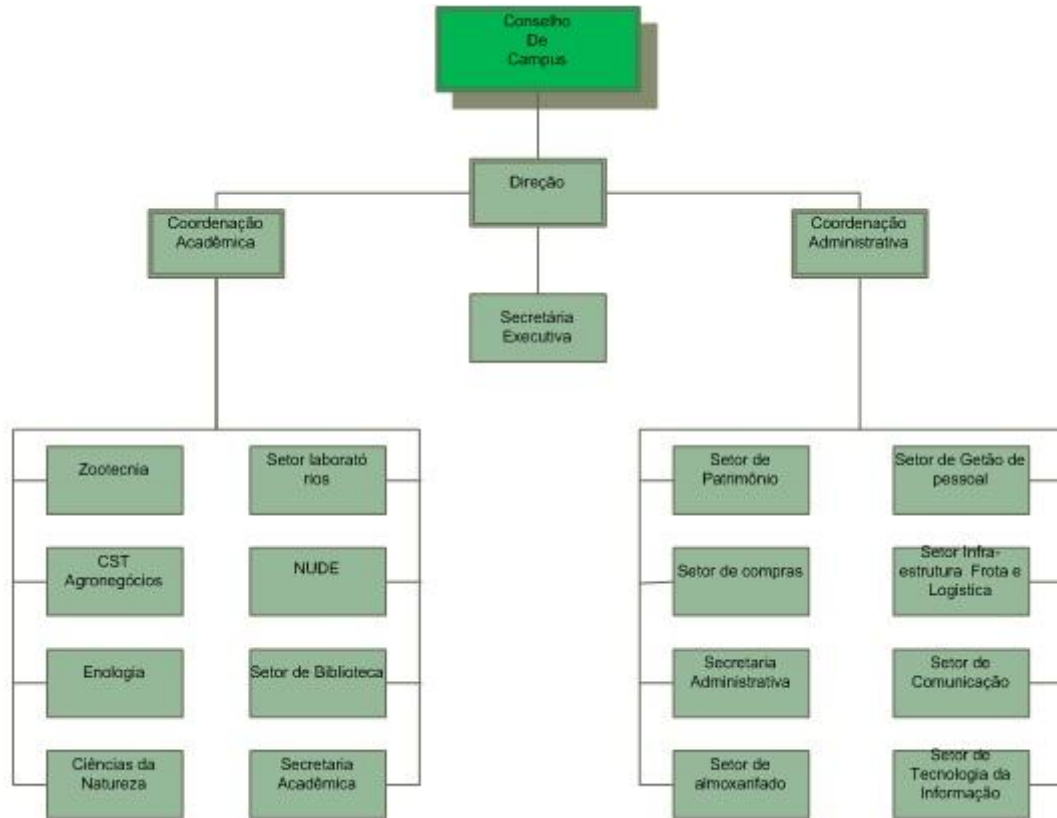 Conselho
De
Campus
Direção
Coordenação
Acadêmica
Coordenação
Administrativa
Secretária
Executiva
Zootecnia
CST
Agronegócios
Enologia
Ciências da
Natureza
Setor laborató
rios
NUDE
Setor de Biblioteca
Secretaria
Acadêmica
Setor de
Patrimônio
Setor de compras
Secretaria
Administrativa
Setor de
almoxarifado
Setor de Getão de
pessoal
Setor Infra-
estrutura Frota e
Logística
Setor de
Comunicação
Setor de
Tecnologia da
Informação